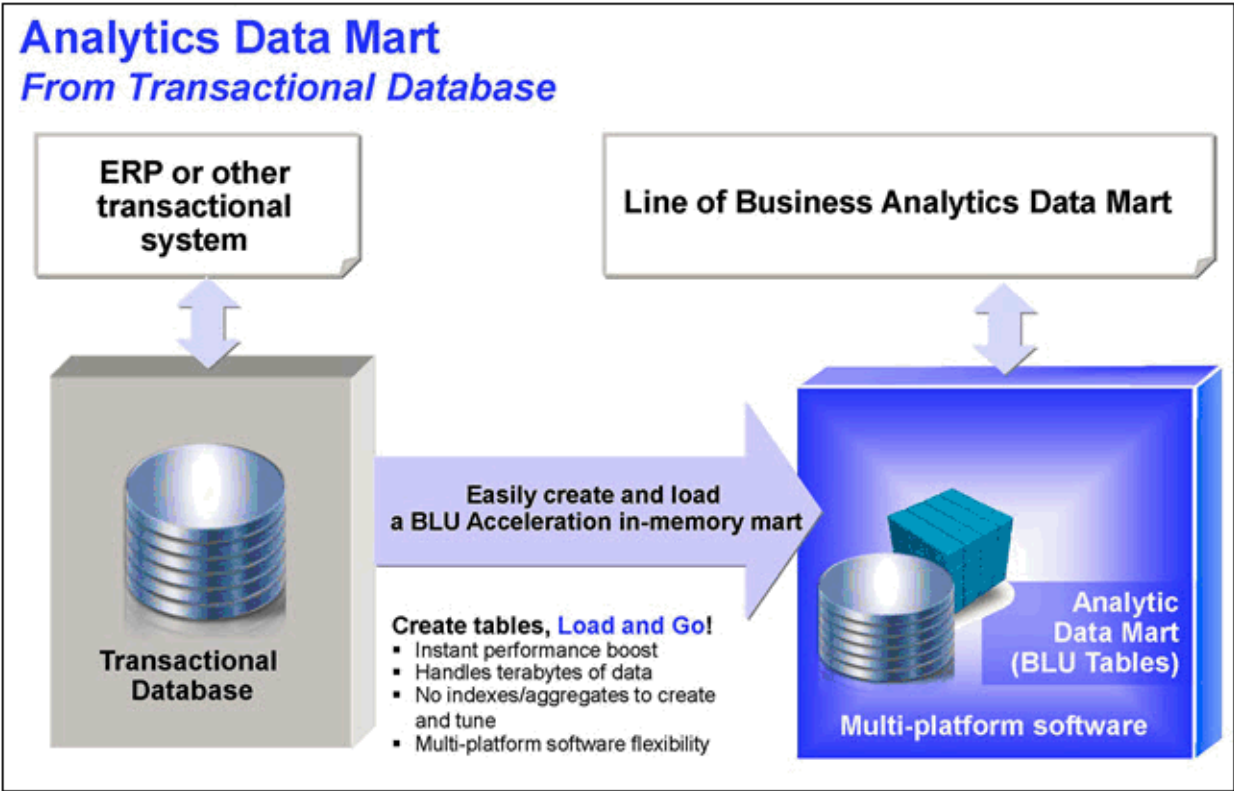 Analytics Data Mart
From Transactional Database
ERP or other
transactional
system
Line of Business Analytics Data Mart
Easily create and load
a BLU Acceleration in-memory mart
Transactional
Database
Create tables, Load and Go!
▪ Instant performance boost
▪ Handles terabytes of data
▪ No indexes/aggregates to create
and tune
▪ Multi-platform software flexibility
Analytic
Data Mart
(BLU Tables)
Multi-platform software